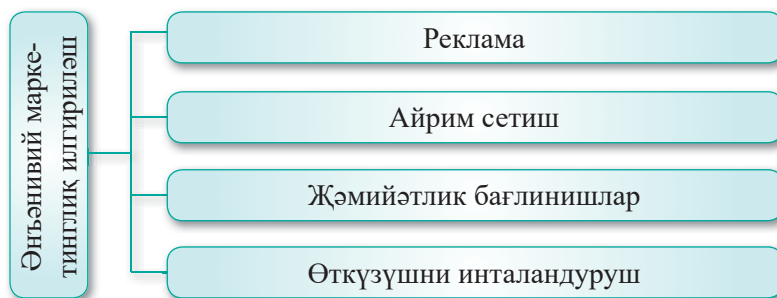 Әнъәнивий марке-
тинглиқ илгириләш
Реклама
Айрим сетиш
Җәмийәтлик бағлинишлар
Өткүзүшни инталандуруш